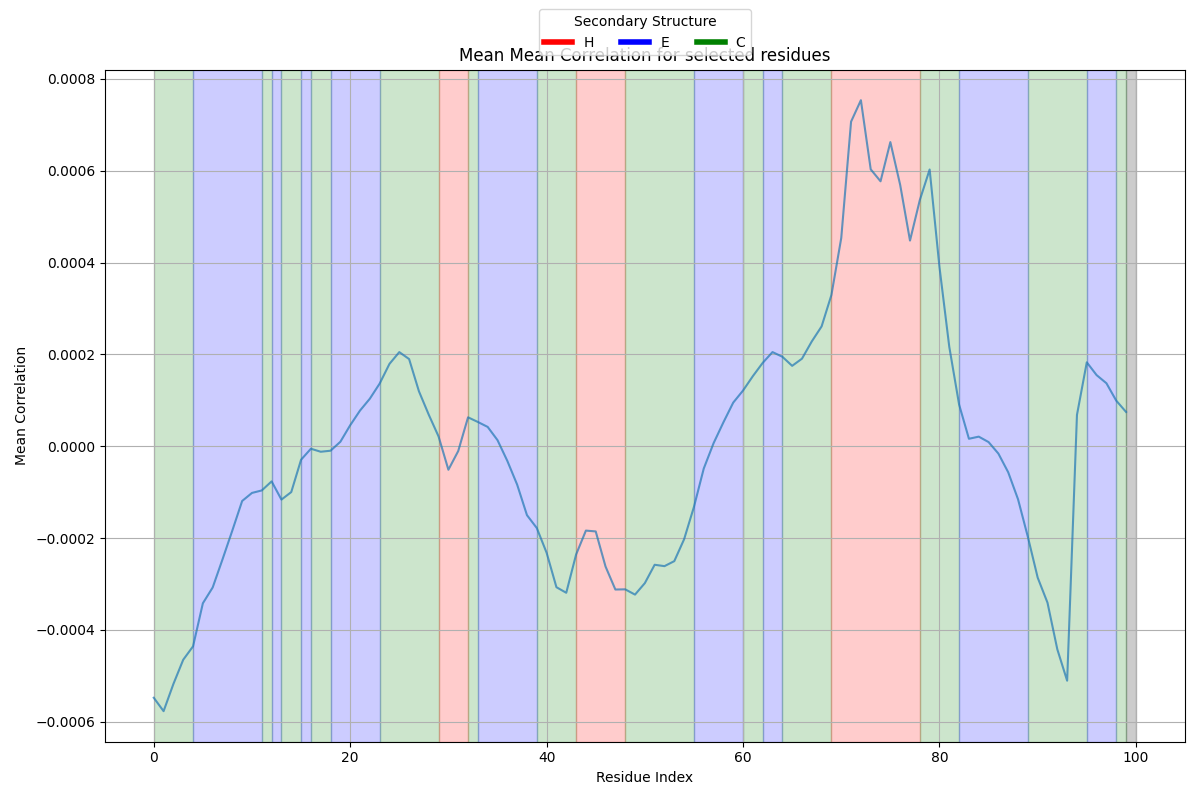 Secondary Structure
H E C
Mean Mean Correlation for selected residues
0.0008
0.0006
0.0004
0.0002
0.0000
−0.0002
−0.0004
−0.0006
Mean Correlation
0 20 40 60 80 100
Residue Index